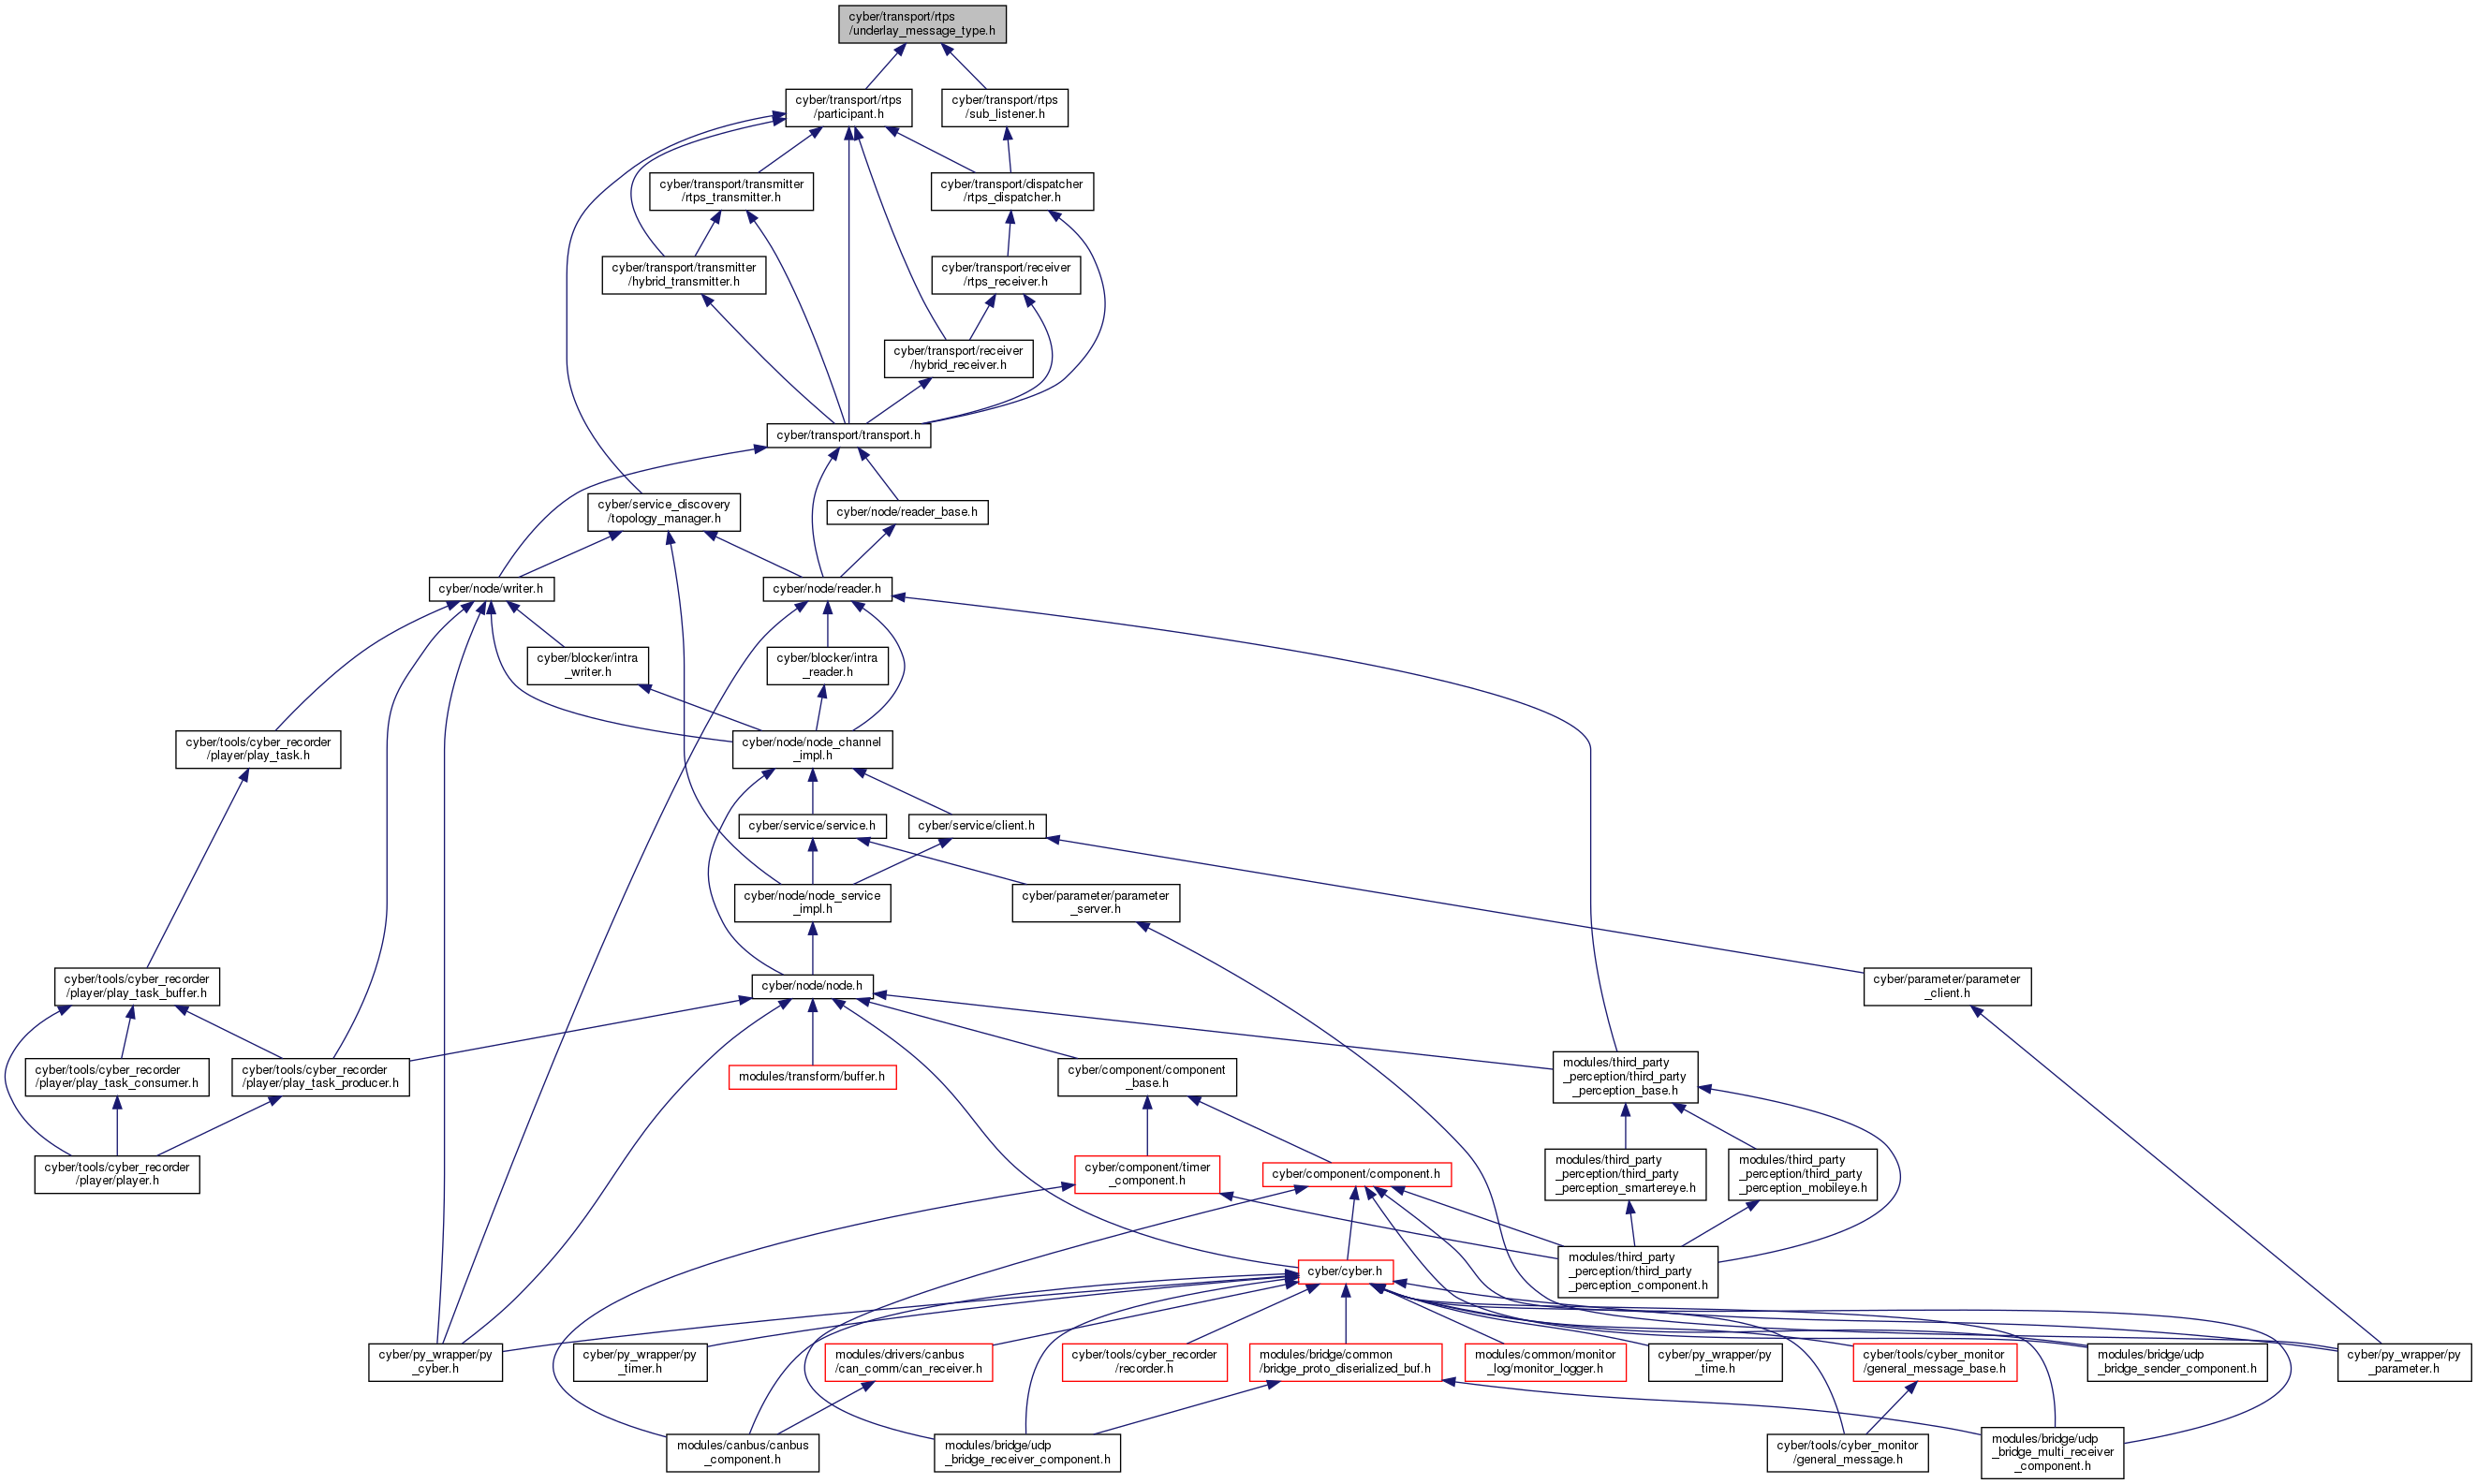 cyber/transport/rtps
/underlay_message_type.h
cyber/transport/rtps
/participant.h
cyber/transport/rtps
/sub_listener.h
cyber/transport/transmitter
/rtps_transmitter.h
cyber/transport/dispatcher
/rtps_dispatcher.h
cyber/transport/transmitter
/hybrid_transmitter.h
cyber/transport/receiver
/rtps_receiver.h
cyber/transport/receiver
/hybrid_receiver.h
cyber/transport/transport.h
cyber/service_discovery
/topology_manager.h
cyber/node/reader_base.h
cyber/node/writer.h
cyber/node/reader.h
cyber/blocker/intra
_writer.h
cyber/blocker/intra
_reader.h
cyber/tools/cyber_recorder
/player/play_task.h
cyber/node/node_channel
_impl.h
cyber/service/service.h
cyber/service/client.h
cyber/node/node_service
_impl.h
cyber/parameter/parameter
_server.h
cyber/tools/cyber_recorder
/player/play_task_buffer.h
cyber/node/node.h
cyber/parameter/parameter
_client.h
cyber/tools/cyber_recorder
/player/play_task_consumer.h
cyber/tools/cyber_recorder
/player/play_task_producer.h
modules/transform/buffer.h
cyber/component/component
_base.h
modules/third_party
_perception/third_party
_perception_base.h
cyber/tools/cyber_recorder
/player/player.h
cyber/component/timer
_component.h
cyber/component/component.h
modules/third_party
_perception/third_party
_perception_smartereye.h
modules/third_party
_perception/third_party
_perception_mobileye.h
cyber/cyber.h
modules/third_party
_perception/third_party
_perception_component.h
cyber/py_wrapper/py
_cyber.h
cyber/py_wrapper/py
_timer.h
modules/drivers/canbus
/can_comm/can_receiver.h
cyber/tools/cyber_recorder
/recorder.h
modules/bridge/common
/bridge_proto_diserialized_buf.h
modules/common/monitor
_log/monitor_logger.h
cyber/py_wrapper/py
_time.h
cyber/tools/cyber_monitor
/general_message_base.h
modules/bridge/udp
_bridge_sender_component.h
cyber/py_wrapper/py
_parameter.h
modules/canbus/canbus
_component.h
modules/bridge/udp
_bridge_receiver_component.h
cyber/tools/cyber_monitor
/general_message.h
modules/bridge/udp
_bridge_multi_receiver
_component.h